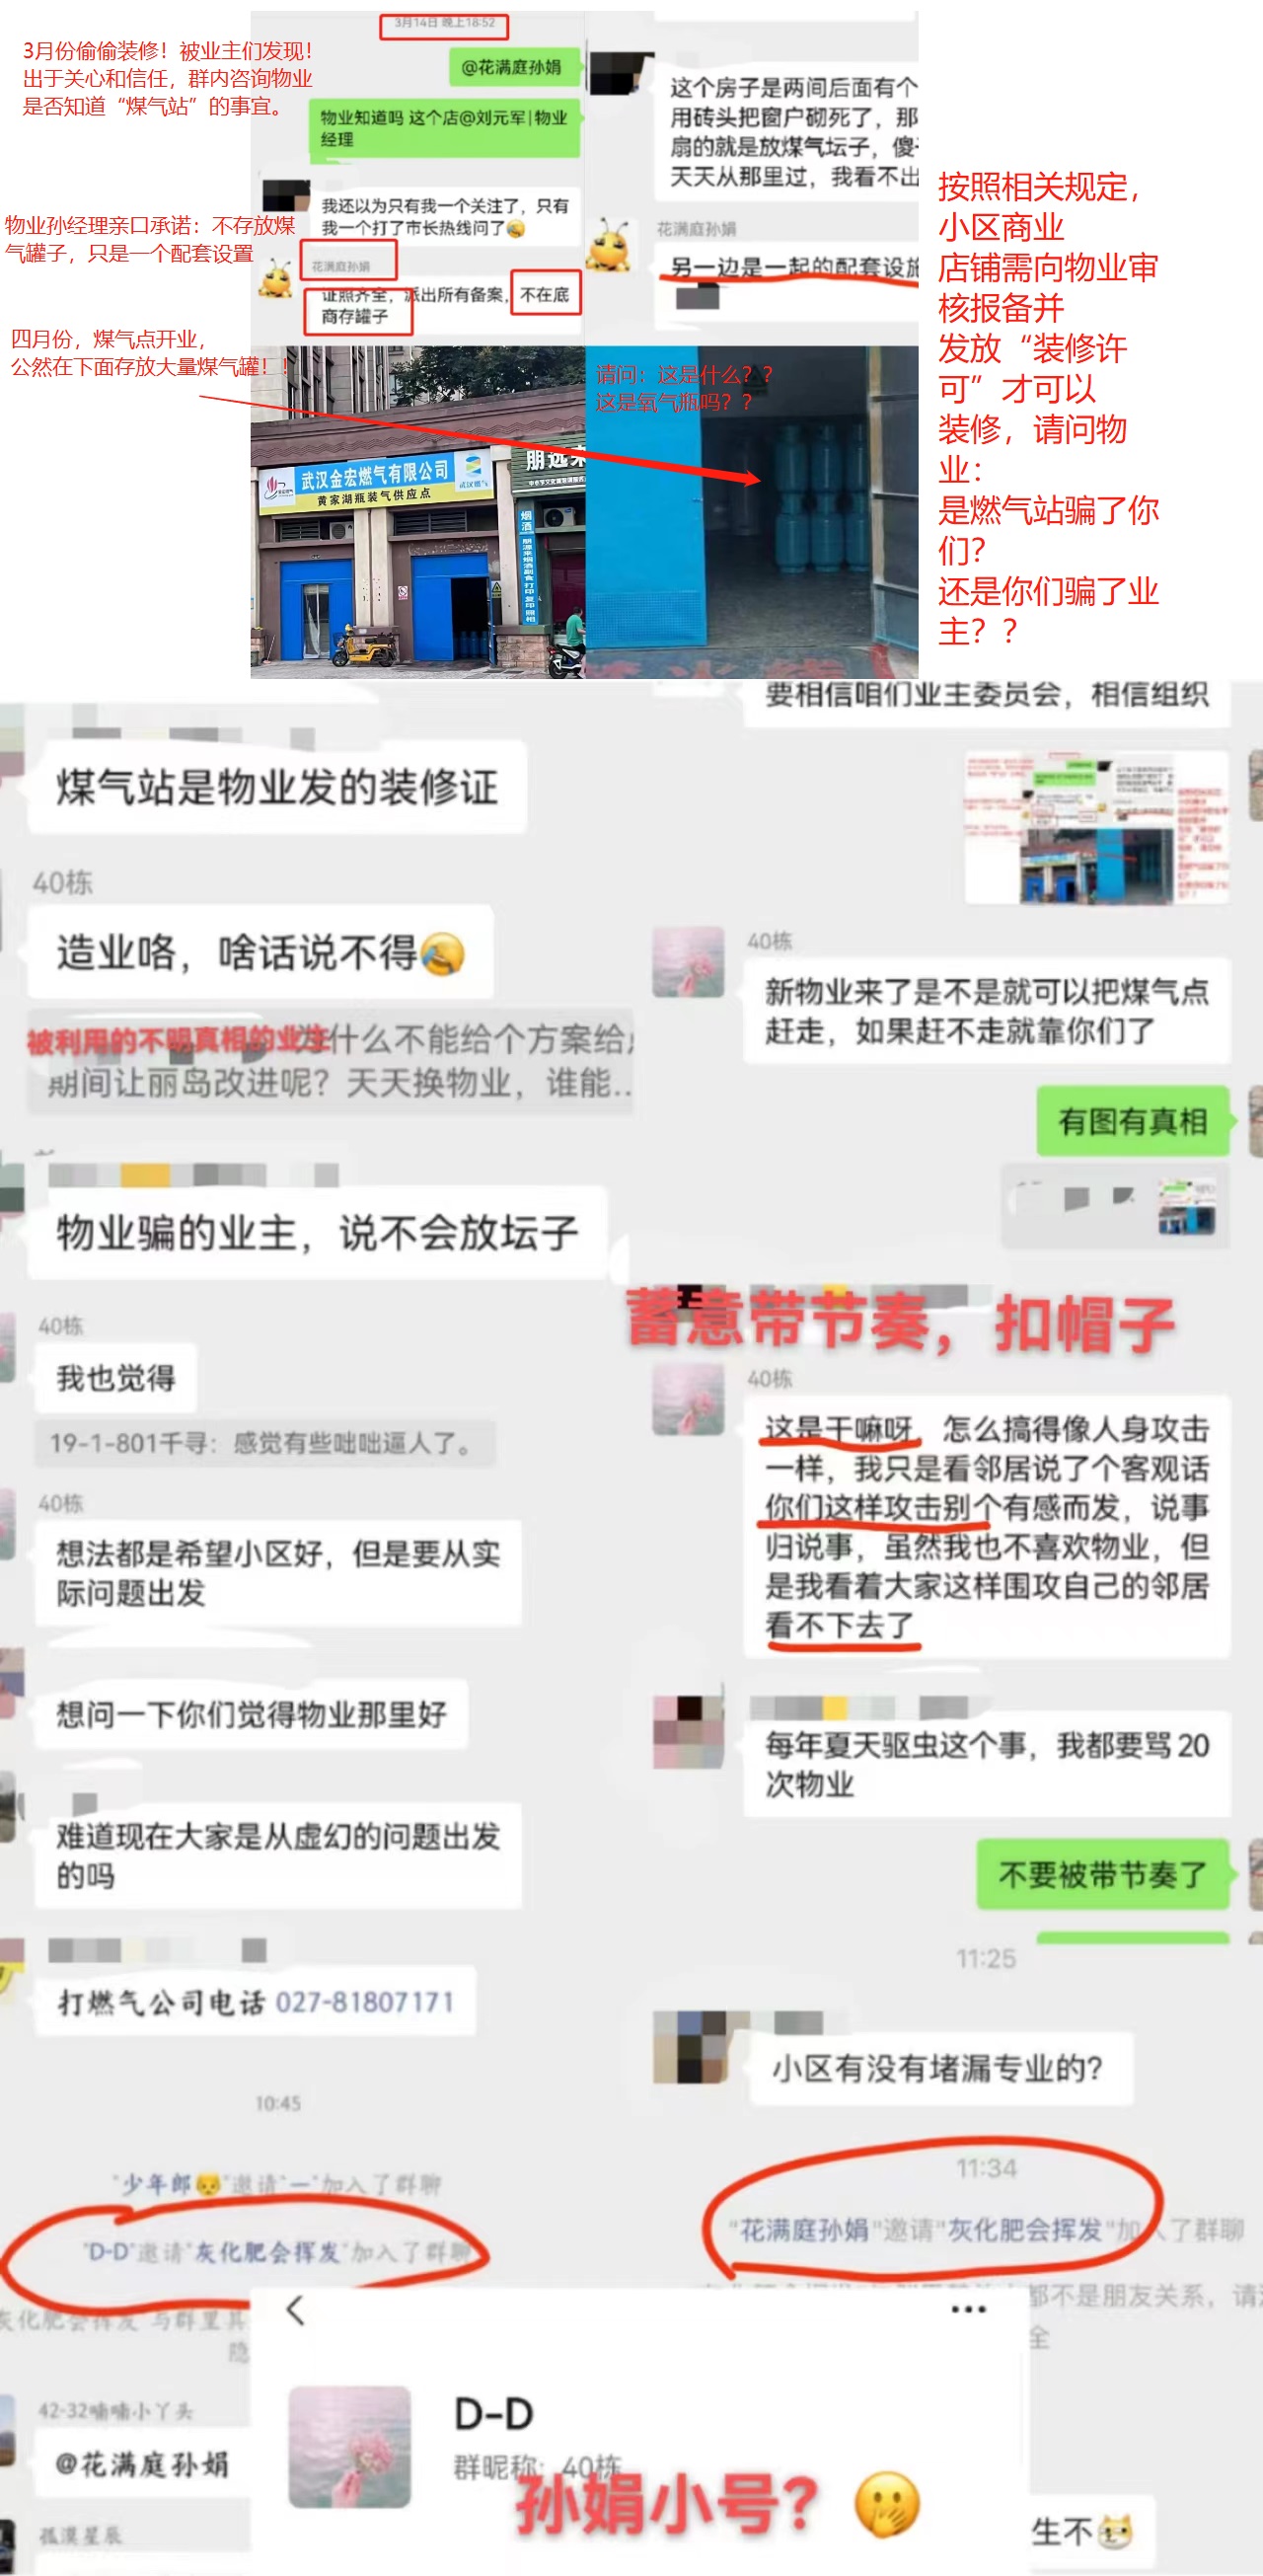 3月份偷偷装修！被业主们发现！
出于关心和信任，群内咨询物业
是否知道“煤气站”的事宜。
物业孙经理亲口承诺：不存放煤
气罐子，只是一个配套设置
四月份，煤气点开业，
公然在下面存放大量煤气罐！！
3月14日 晚上18:52
@花满庭孙娟
物业知道吗 这个店@刘元军|物业
经理
我还以为只有我一个关注了，只有
我一个打了市长热线问了
花满庭孙娟
证照齐全，派出所有备案，不在底
商存罐子
这个房子是两间后面有个
用砖头把窗户砌死了，那
扇的就是放煤气坛子，傻
天天从那里过，我看不出
花满庭孙娟
另一边是一起的配套设施
请问：这是什么？？
这是氧气瓶吗？？
武汉金宏燃气有限公司
黄家湖瓶装气供应点
武汉燃气
朋远来
烟酒
按照相关规定，
小区商业
店铺需向物业审
核报备并
发放“装修许
可”才可以
装修，请问物
业：
是燃气站骗了你
们？
还是你们骗了业
主？？
煤气站是物业发的装修证
40栋
造业咯，啥话说不得
被利用的不明真相的业主
什么不能给个方案给
期间让丽岛改进呢？天天换物业，谁能...
物业骗的业主，说不会放坛子
40栋
我也觉得
19-1-801千寻：感觉有些咄咄逼人了。
40栋
想法都是希望小区好，但是要从实
际问题出发
想问一下你们觉得物业那里好
难道现在大家是从虚幻的问题出发
的吗
打燃气公司电话 027-81807171
10:45
"少年郎"邀请"一"加入了群聊
"D-D"邀请"灰化肥会挥发"加入了群聊
灰化肥会挥发 与群里其
隐
42-32喃喃小丫头
@花满庭孙娟
孤漠星辰
要相信咱们业主委员会，相信组织
40栋
新物业来了是不是就可以把煤气点
赶走，如果赶不走就靠你们了
有图有真相
蓄意带节奏，扣帽子
40栋
这是干嘛呀，怎么搞得像人身攻击
一样，我只是看邻居说了个客观话
你们这样攻击别个有感而发，说事
归说事，虽然我也不喜欢物业，但
是我看着大家这样围攻自己的邻居
看不下去了
每年夏天驱虫这个事，我都要骂 20
次物业
不要被带节奏了
11:25
小区有没有堵漏专业的？
11:34
"花满庭孙娟"邀请"灰化肥会挥发"加入了群聊
都不是朋友关系，请
全
D-D
群昵称：40栋
孙娟小号？
生不